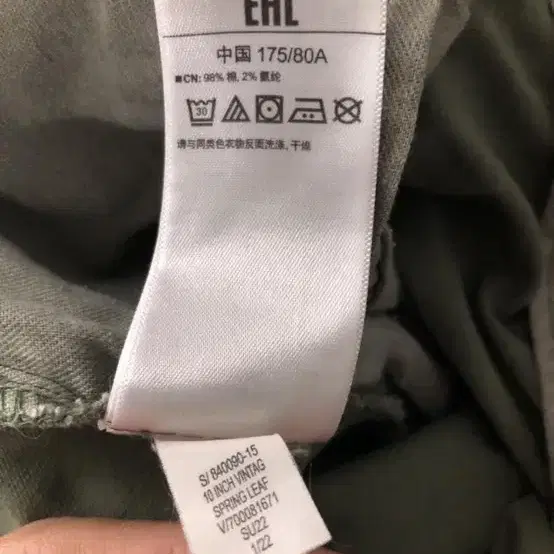 EAC
中国 175/80A
■CN: 98% 棉, 2% 氨纶
30
请与同类色衣物反面洗涤, 干燥
S/ 840090-15
10 INCH VINTAG
SPRING LEAF
V/700081671
SU22
1/22